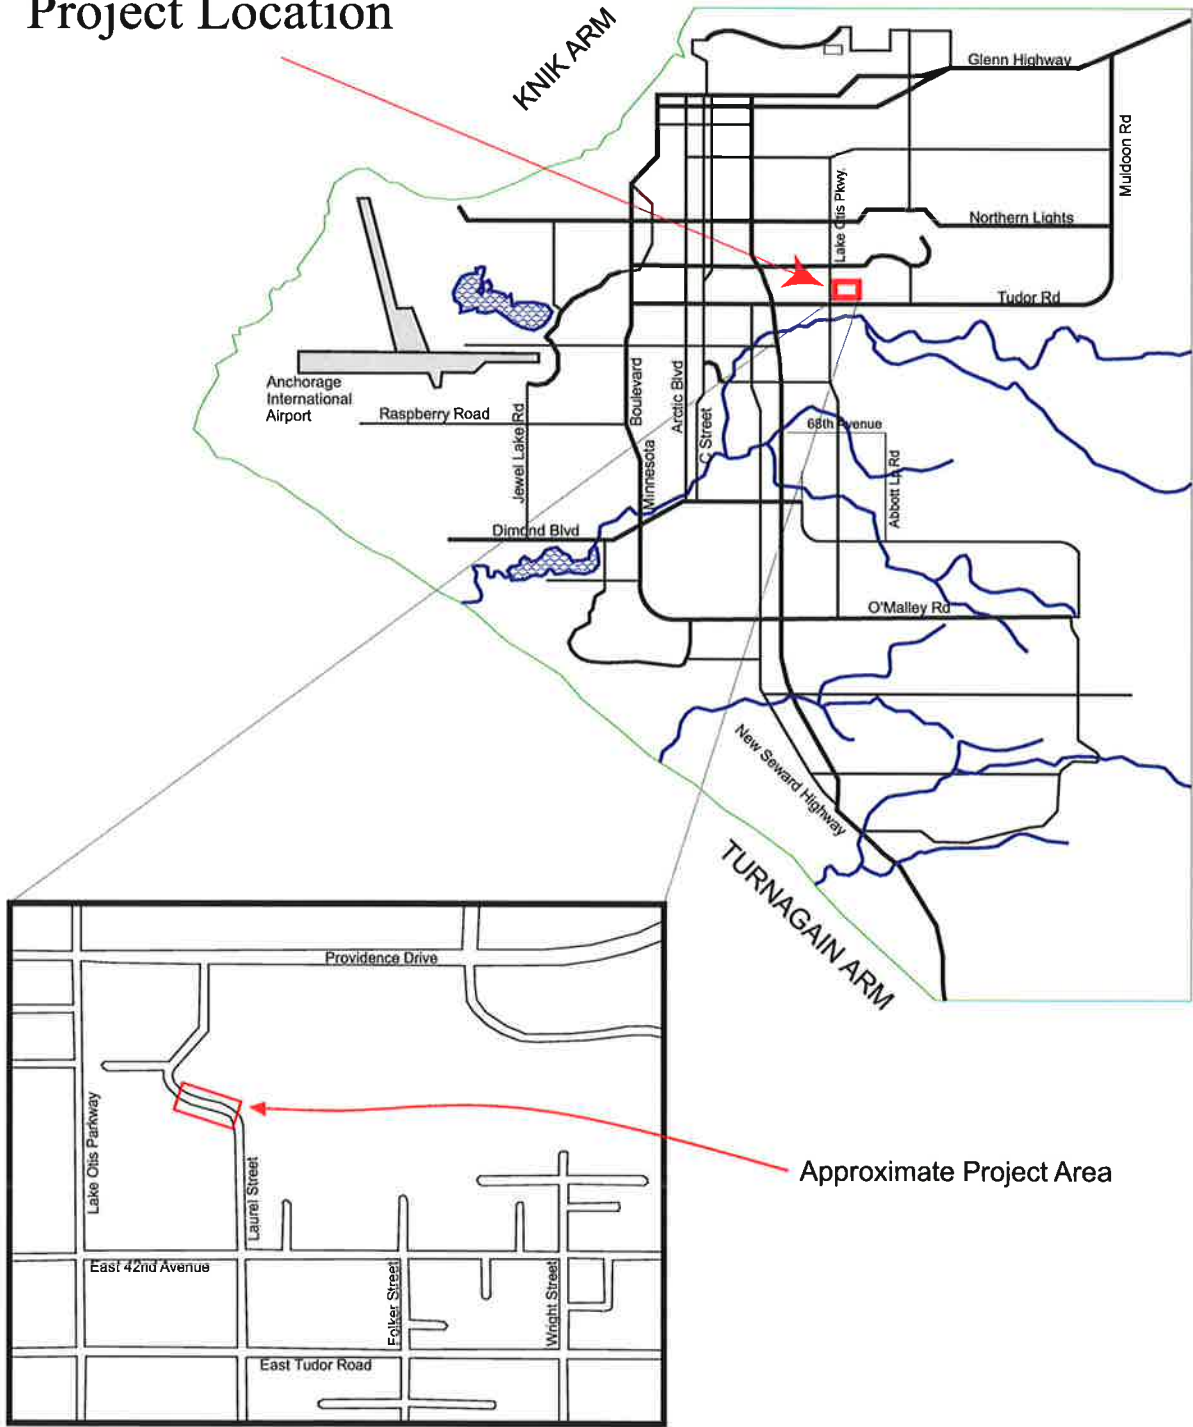 Project Location
KNIK ARM
Glenn Highway
Muldoon Rd
Lake Otis Pkwy.
Northern Lights
Tudor Rd
Anchorage
International
Airport
Raspberry Road
Jewel Lake Rd
Boulevard
Minnesota
Arctic Blvd
C Street
68th Avenue
Abbott Lp Rd
Dimond Blvd
O'Malley Rd
New Seward Highway
TURNAGAIN ARM
Providence Drive
Lake Otis Parkway
Laurel Street
Approximate Project Area
East 42nd Avenue
Folker Street
Wright Street
East Tudor Road